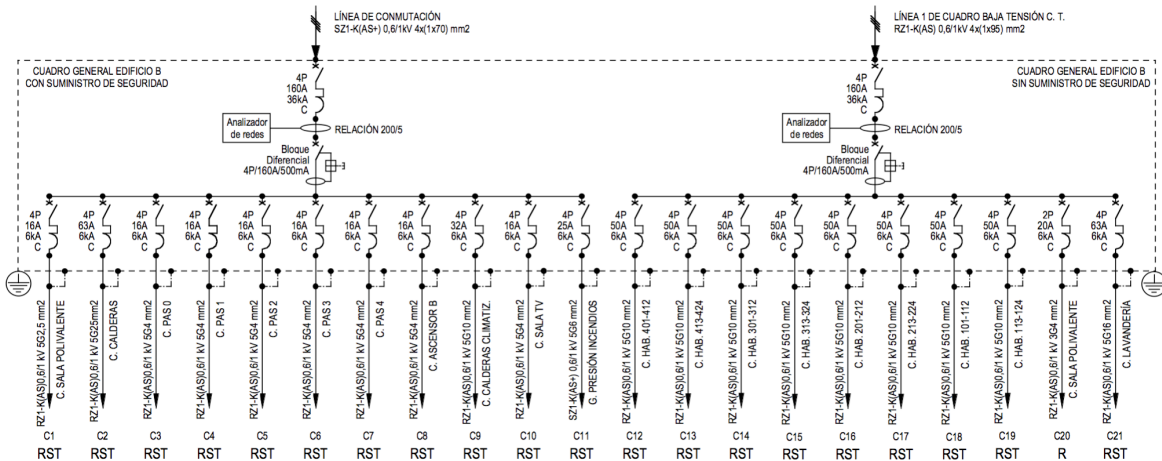 LÍNEA DE CONMUTACIÓN
SZ1-K(AS+) 0,6/1kV 4x(1x70) mm2
LÍNEA 1 DE CUADRO BAJA TENSIÓN C. T.
RZ1-K(AS) 0,6/1kV 4x(1x95) mm2
CUADRO GENERAL EDIFICIO B
CON SUMINISTRO DE SEGURIDAD
4P
160A
36kA
C
Analizador
de redes
RELACIÓN 200/5
Bloque
Diferencial
4P/160A/500mA
CUADRO GENERAL EDIFICIO B
SIN SUMINISTRO DE SEGURIDAD
4P
160A
36kA
C
Analizador
de redes
RELACIÓN 200/5
Bloque
Diferencial
4P/160A/500mA
4P
16A
6kA
C
RZ1-K(AS)0,6/1 kV 5G2,5 mm2
C. SALA POLIVALENTE
C1
RST
4P
63A
6kA
C
RZ1-K(AS)0,6/1 kV 5G25mm2
C. CALDERAS
C2
RST
4P
16A
6kA
C
RZ1-K(AS)0,6/1 kV 5G4 mm2
C. PAS 0
C3
RST
4P
16A
6kA
C
RZ1-K(AS)0,6/1 kV 5G4 mm2
C. PAS 1
C4
RST
4P
16A
6kA
C
RZ1-K(AS)0,6/1 kV 5G4 mm2
C. PAS 2
C5
RST
4P
16A
6kA
C
RZ1-K(AS)0,6/1 kV 5G4 mm2
C. PAS 3
C6
RST
4P
16A
6kA
C
RZ1-K(AS)0,6/1 kV 5G4 mm2
C. PAS 4
C7
RST
4P
16A
6kA
C
RZ1-K(AS)0,6/1 kV 5G4 mm2
C. ASCENSOR B
C8
RST
4P
32A
6kA
C
RZ1-K(AS)0,6/1 kV 5G10 mm2
C. CALDERAS CLIMATIZ.
C9
RST
4P
16A
6kA
C
RZ1-K(AS)0,6/1 kV 5G4 mm2
C. SALA TV
C10
RST
4P
25A
6kA
C
SZ1-K(AS+) 0,6/1 kV 5G6 mm2
G. PRESIÓN INCENDIOS
C11
RST
4P
50A
6kA
C
RZ1-K(AS)0,6/1 kV 5G10 mm2
C. HAB. 401-412
C12
RST
4P
50A
6kA
C
RZ1-K(AS)0,6/1 kV 5G10 mm2
C. HAB. 413-424
C13
RST
4P
50A
6kA
C
RZ1-K(AS)0,6/1 kV 5G10 mm2
C. HAB. 301-312
C14
RST
4P
50A
6kA
C
RZ1-K(AS)0,6/1 kV 5G10 mm2
C. HAB. 313-324
C15
RST
4P
50A
6kA
C
RZ1-K(AS)0,6/1 kV 5G10 mm2
C. HAB. 201-212
C16
RST
4P
50A
6kA
C
RZ1-K(AS)0,6/1 kV 5G10 mm2
C. HAB. 213-224
C17
RST
4P
50A
6kA
C
RZ1-K(AS)0,6/1 kV 5G10 mm2
C. HAB. 101-112
C18
RST
4P
50A
6kA
C
RZ1-K(AS)0,6/1 kV 5G10 mm2
C. HAB. 113-124
C19
RST
2P
20A
6kA
C
RZ1-K(AS)0,6/1 kV 3G4 mm2
C. SALA POLIVALENTE
C20
R
4P
63A
6kA
C
RZ1-K(AS)0,6/1 kV 5G16 mm2
C. LAVANDERÍA
C21
RST